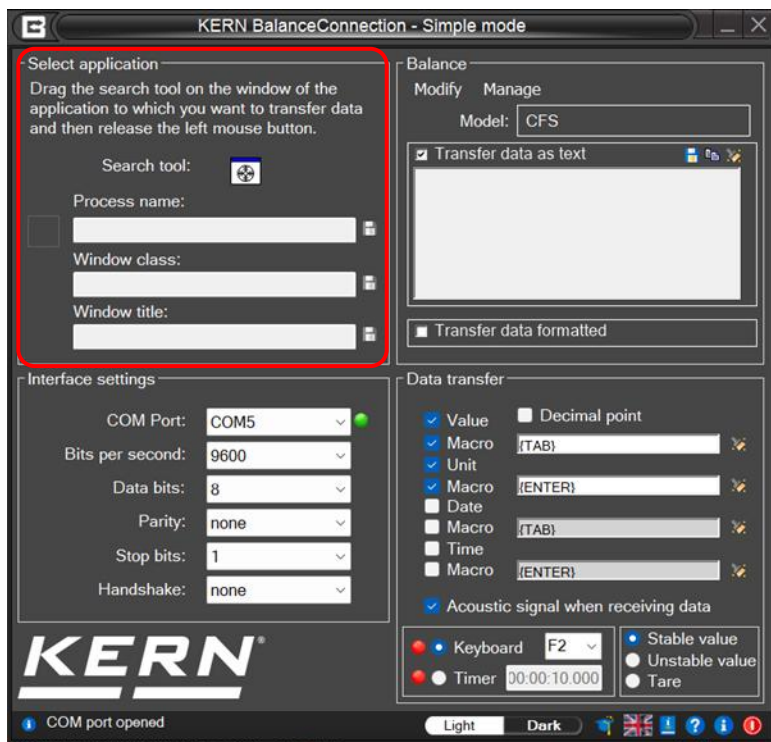 KERN BalanceConnection - Simple mode
Select application
Drag the search tool on the window of the
application to which you want to transfer data
and then release the left mouse button.
Search tool:
Process name:
Window class:
Window title:
Balance
Modify Manage
Model: CFS
Transfer data as text
Transfer data formatted
Interface settings
COM Port: COM5
Bits per second: 9600
Data bits: 8
Parity: none
Stop bits: 1
Handshake: none
Data transfer
Value Decimal point
Macro {TAB}
Unit
Macro {ENTER}
Date
Macro {TAB}
Time
Macro {ENTER}
Acoustic signal when receiving data
Keyboard F2
Timer 00:00:10.000
Stable value
Unstable value
Tare
KERN
COM port opened
Light Dark